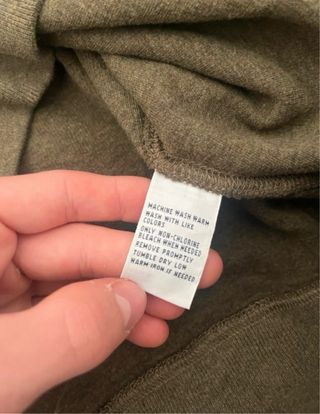 MACHINE WASH WARM
WASH WITH LIKE
COLORS
ONLY NON-CHLORINE
BLEACH WHEN NEEDED
REMOVE PROMPTLY
TUMBLE DRY LOW
WARM IRON IF NEEDED